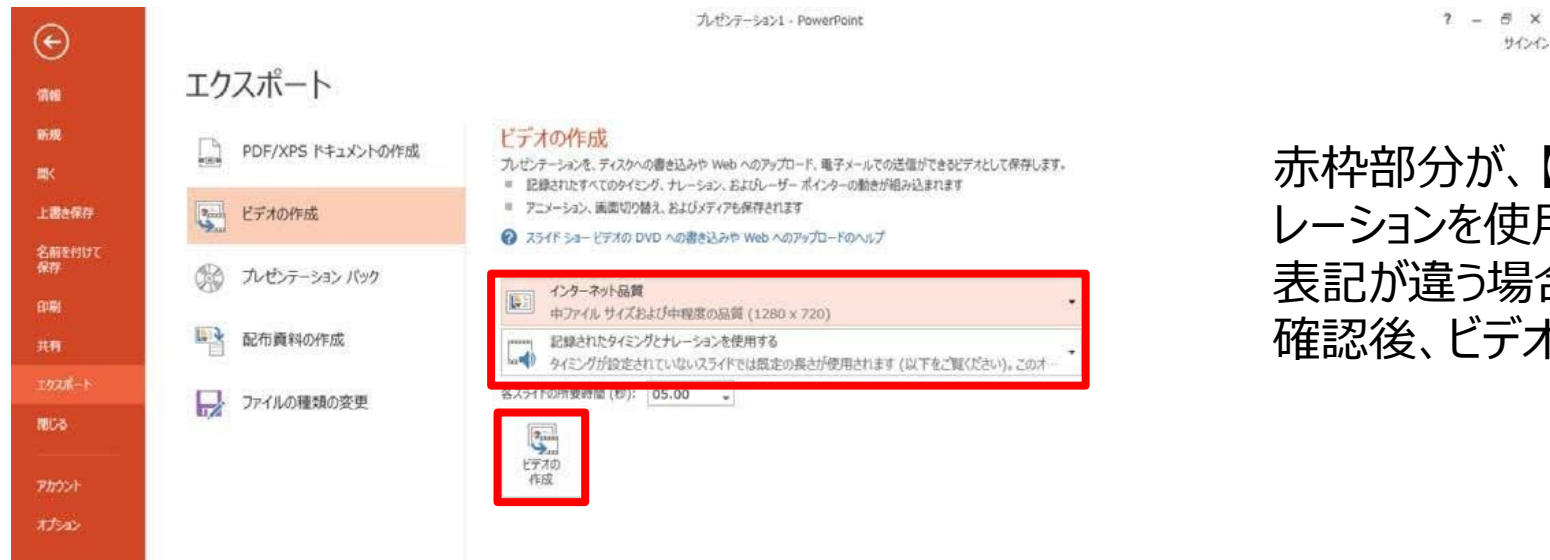 プレゼンテーション1 - PowerPoint
? – ×
サインイン
情報
新規
開く
上書き保存
名前を付けて
保存
印刷
共有
エクスポート
閉じる
アカウント
オプション
エクスポート
PDF/XPS ドキュメントの作成
ビデオの作成
プレゼンテーション パック
配布資料の作成
ファイルの種類の変更
ビデオの作成
プレゼンテーションを、ディスクへの書き込みや Web へのアップロード、電子メールでの送信ができるビデオとして保存します。
記録されたすべてのタイミング、ナレーション、およびレーザー ポインターの動きが組み込まれます
アニメーション、画面切り替え、およびメディアも保存されます
スライド ショー ビデオの DVD への書き込みや Web へのアップロードのヘルプ
インターネット品質
中ファイル サイズおよび中程度の品質 (1280 x 720)
記録されたタイミングとナレーションを使用する
タイミングが設定されていないスライドでは既定の長さが使用されます (以下をご覧ください)。このオ…
各スライドの所要時間 (秒): 05.00
ビデオの
作成
赤枠部分が、【
レーションを使用
表記が違う場合
確認後、ビデオ